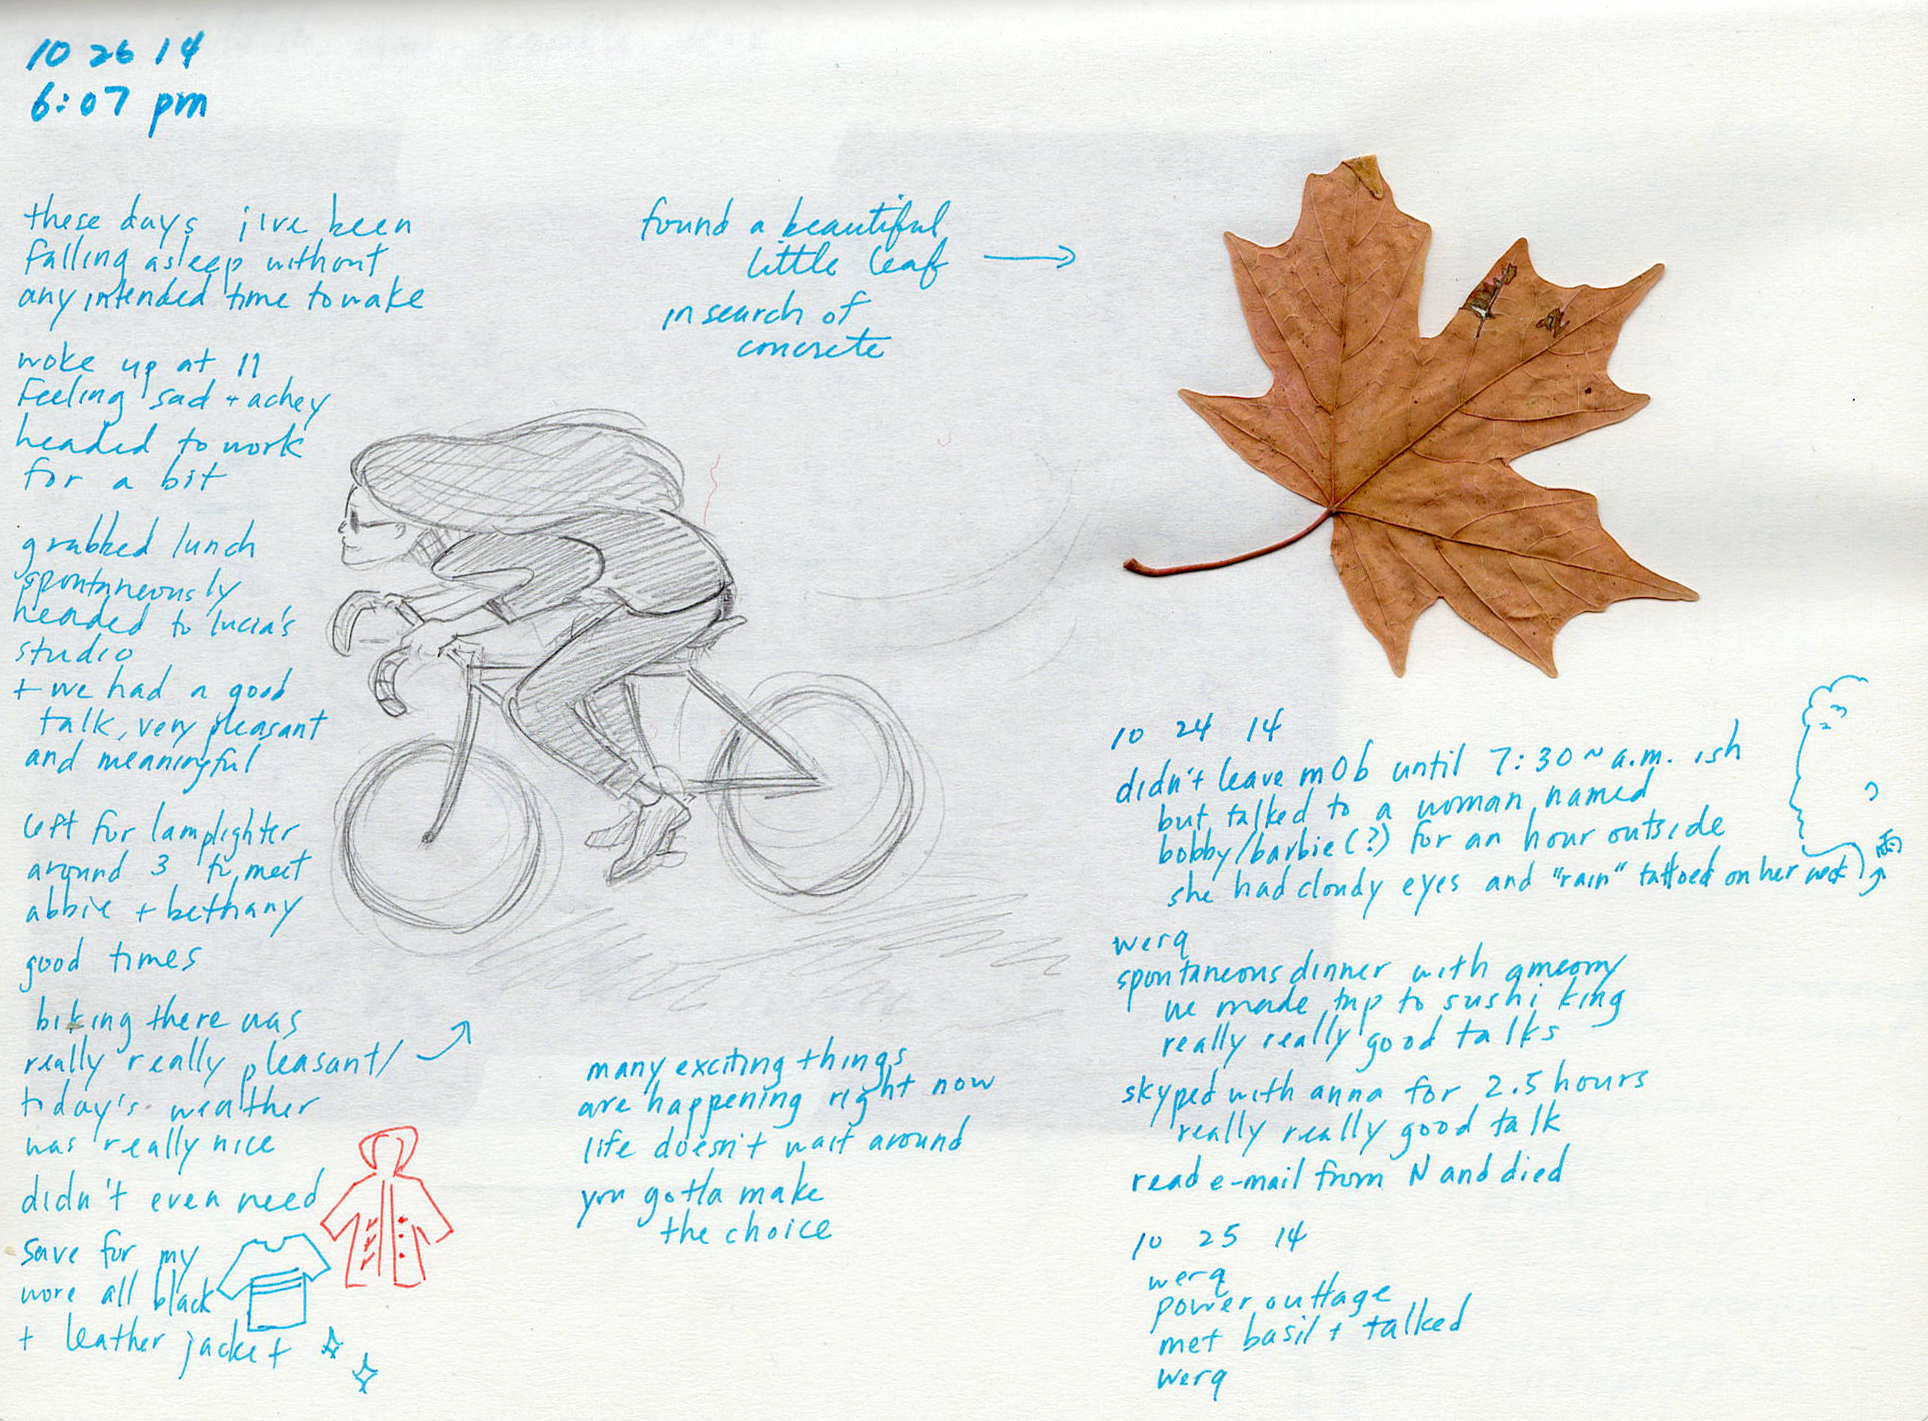 10 26 14
6:07 pm
these days i've been
falling asleep without
any intended time to wake
woke up at 11
feeling sad + achey
headed to work
for a bit
grabbed lunch
spontaneously
headed to lucia's
studio
+ we had a good
talk, very pleasant
and meaningful
left for lamplighter
around 3 to meet
abbie + bethany
good times
biking there was
really really pleasant/
today's weather
was really nice
didn't even need
save for my
wore all black
+ leather jacket
found a beautiful
little leaf
in search of
concrete
many exciting things
are happening right now
life doesn't wait around
you gotta make
the choice
10 24 14
didn't leave mOb until 7:30~a.m. ish
but talked to a woman named
bobby/barbie(?) for an hour outside
she had cloudy eyes and "rain" tattoed on her neck
雨
werq
spontaneous dinner with
we made trip to sushi king
really really good talks
skyped with anna for 2.5 hours
really really good talk
read e-mail from N and died
10 25 14
werq
power outtage
met basil + talked
werq